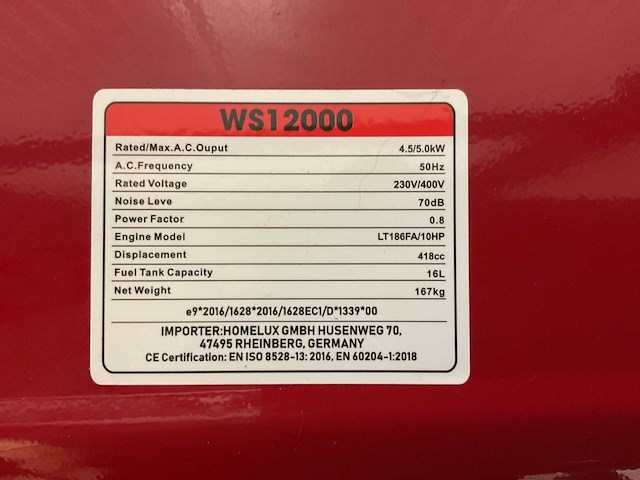 WS12000
Rated/Max.A.C.Ouput 4.5/5.0kW
A.C.Frequency 50Hz
Rated Voltage 230V/400V
Noise Leve 70dB
Power Factor 0.8
Engine Model LT186FA/10HP
Displacement 418cc
Fuel Tank Capacity 16L
Net Weight 167kg
e9*2016/1628*2016/1628EC1/D*1339*00
IMPORTER:HOMELUX GMBH HUSENWEG 70,
47495 RHEINBERG, GERMANY
CE Certification: EN ISO 8528-13: 2016, EN 60204-1:2018